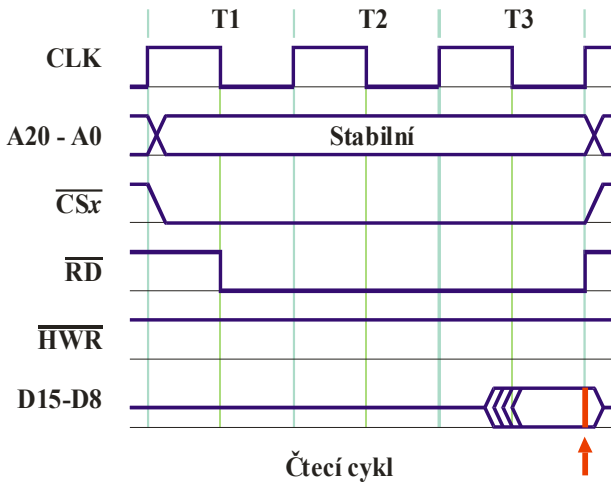 T1 T2 T3
CLK
A20 - A0 Stabilní
CSx
RD
HWR
D15-D8
Čtecí cykl